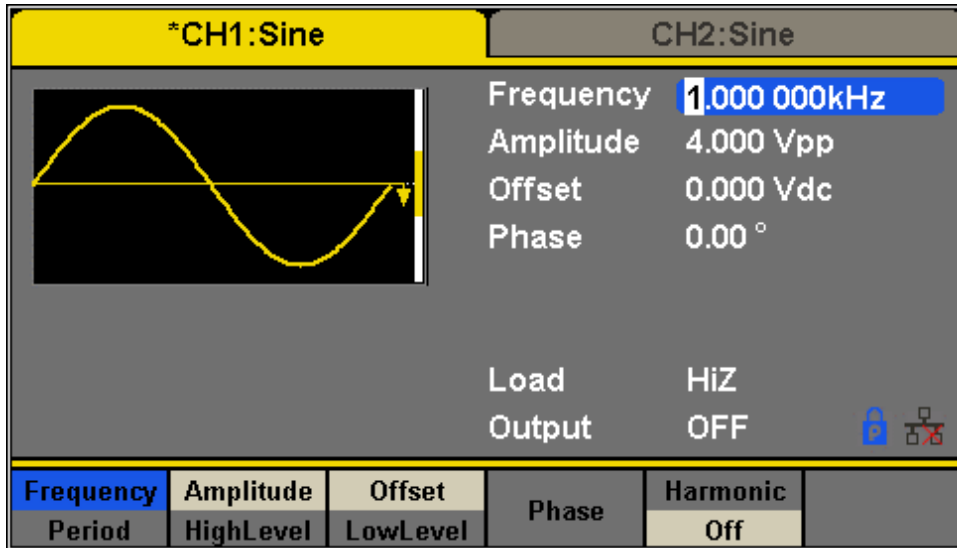 *CH1:Sine
CH2:Sine
Frequency 1.000 000kHz
Amplitude 4.000 Vpp
Offset 0.000 Vdc
Phase 0.00 °
Load HiZ
Output OFF
P
Frequency Amplitude Offset Phase Harmonic
Period HighLevel LowLevel Off